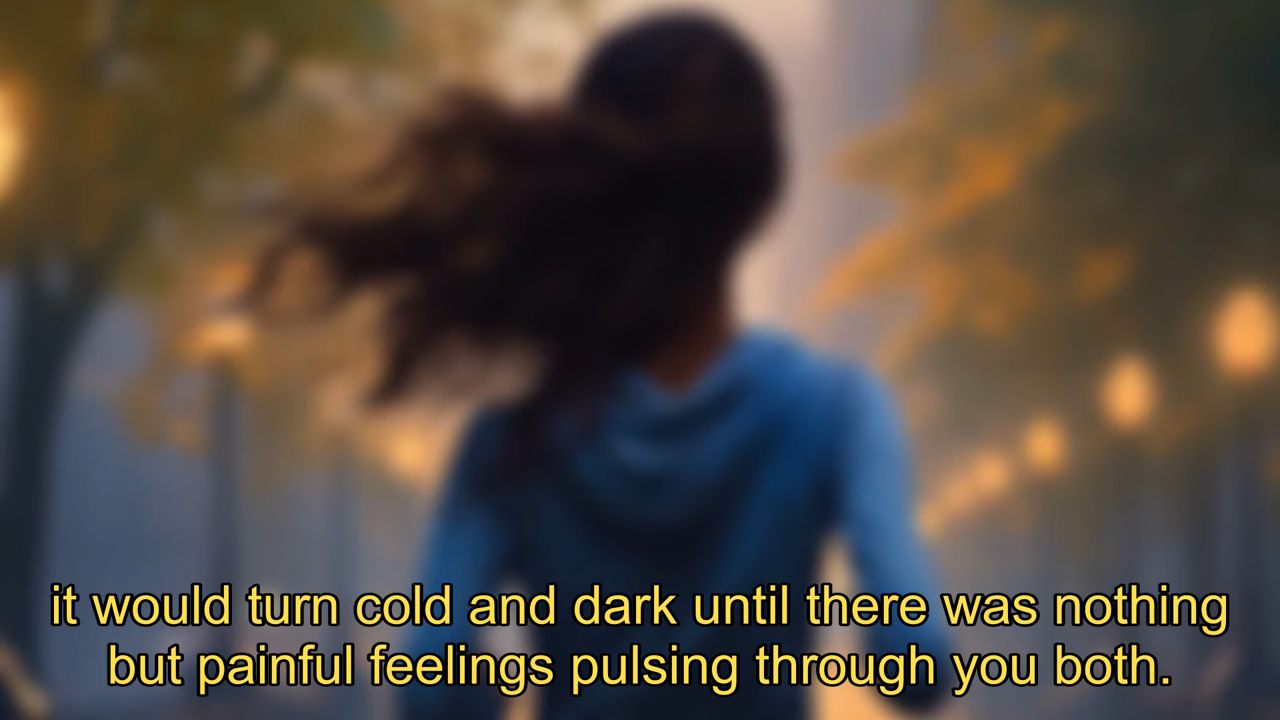 it would turn cold and dark until there was nothing
but painful feelings pulsing through you both.